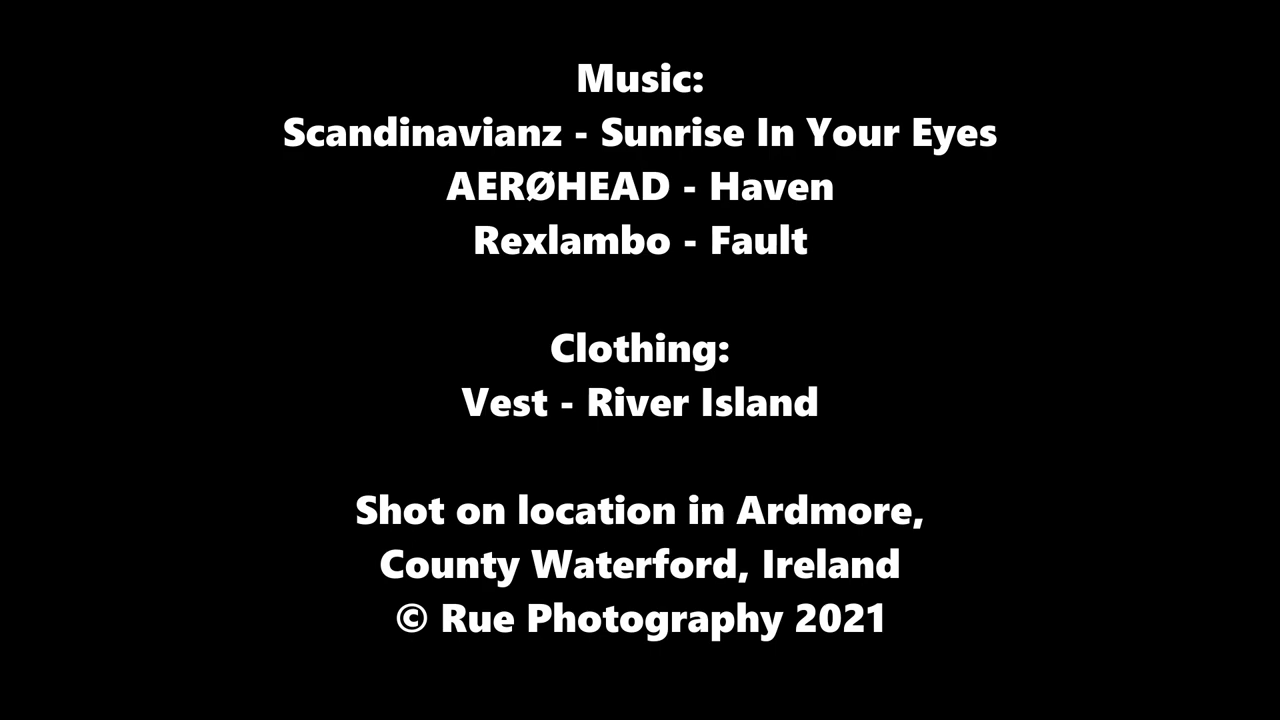 Music:
Scandinavianz - Sunrise In Your Eyes
AERØHEAD - Haven
Rexlambo - Fault
Clothing:
Vest - River Island
Shot on location in Ardmore,
County Waterford, Ireland
© Rue Photography 2021